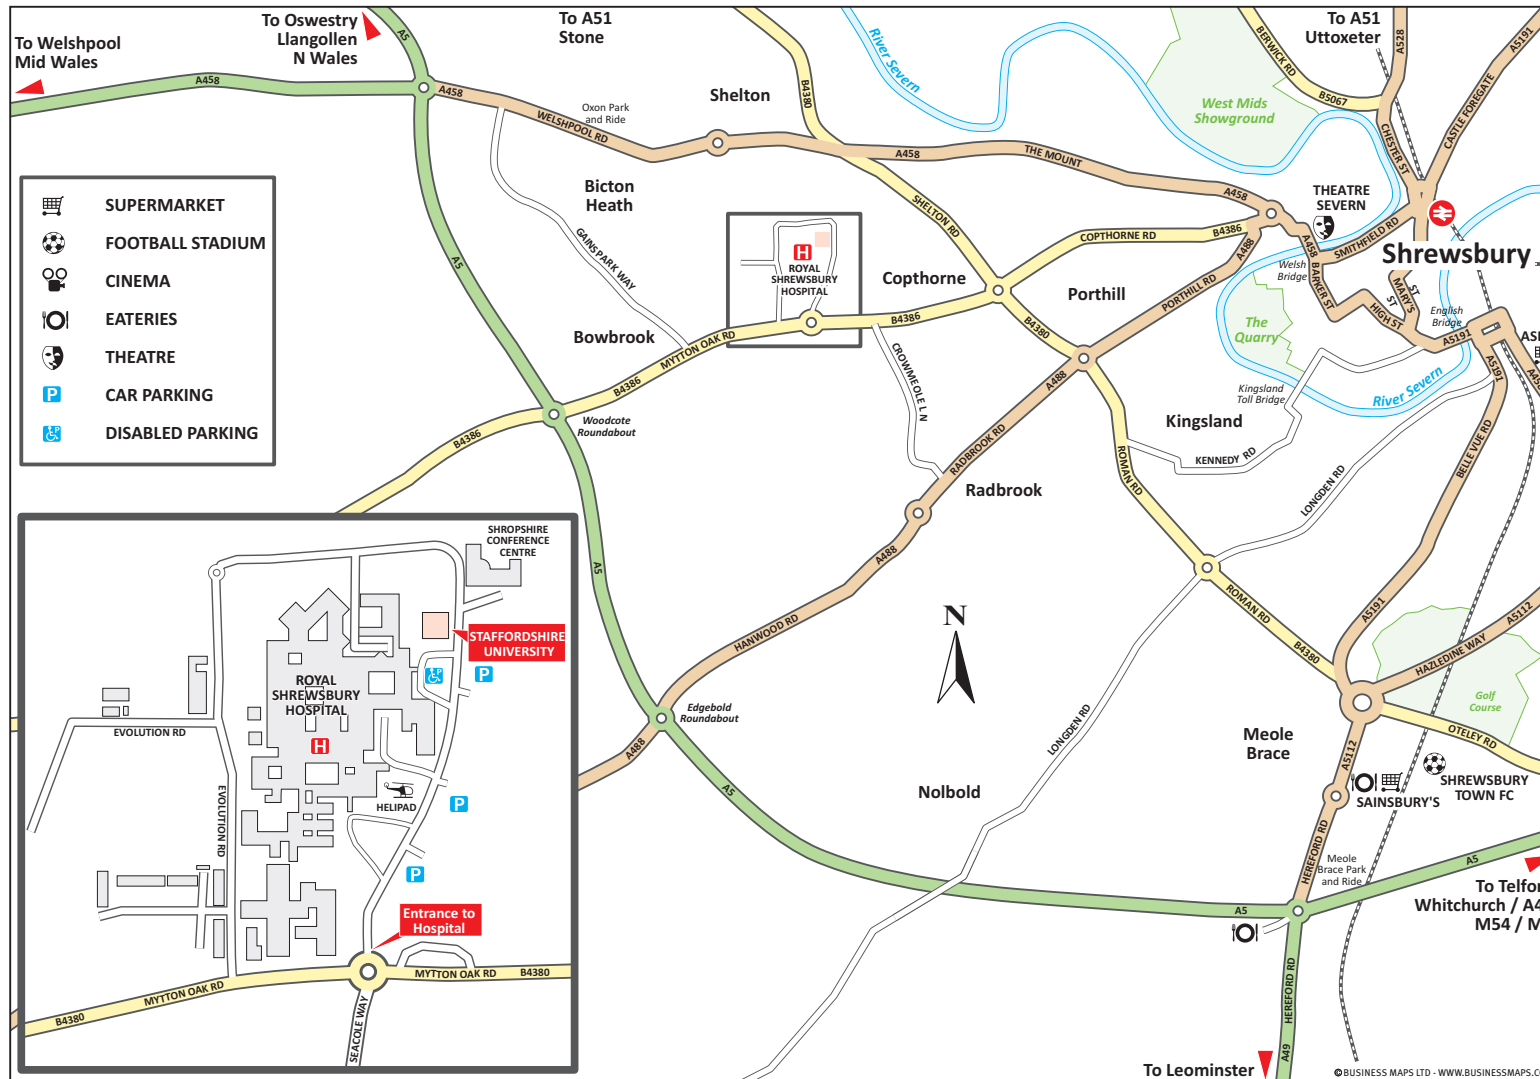 To Welshpool
Mid Wales
To Oswestry
Llangollen
N Wales
To A51
Stone
To A51
Uttoxeter
A5
A458
A458
WELSHPOOL RD
Oxon Park
and Ride
Shelton
B4380
River Severn
West Mids
Showground
BERWICK RD
B5067
A528
A5191
CASTLE FOREGATE
CHESTER ST
A458
THE MOUNT
A458
THEATRE
SEVERN
SMITHFIELD RD
Shrewsbury
SUPERMARKET
FOOTBALL STADIUM
CINEMA
EATERIES
THEATRE
P
CAR PARKING
P
DISABLED PARKING
Bicton
Heath
GAINSPARK WAY
A5
H
ROYAL
SHREWSBURY
HOSPITAL
SHELTON RD
Copthorne
COPTHORNE RD
B4386
A488
A458
BARKER ST
Welsh
Bridge
MARY'S
ST
HIGH ST
English
Bridge
A5191
A5191
Porthill
PORTHILL RD
The
Quarry
B4386
B4380
Bowbrook
MYTTON OAK RD
B4386
B4386
Woodcote
Roundabout
CROWMEOLE L N
A488
RADBROOK RD
Radbrook
Kingsland
Toll Bridge
River Severn
Kingsland
KENNEDY RD
ROMAN RD
LONGDEN RD
BELLE VUE RD
A5
A488
HANWOOD RD
N
ROMAN RD
B4380
A5191
HAZLEDINE WAY
A5112
Golf
Course
OTELEY RD
Edgebold
Roundabout
A488
A5
LONGDEN RD
Nolbold
Meole
Brace
A5112
SAINSBURY'S
SHREWSBURY
TOWN FC
HEREFORD RD
Meole
Brace Park
and Ride
A5
A5
To Telfor
Whitchurch / A4
M54 / M
HEREFORD RD
A49
To Leominster
SHROPSHIRE
CONFERENCE
CENTRE
STAFFORDSHIRE
UNIVERSITY
P
P
ROYAL
SHREWSBURY
HOSPITAL
H
EVOLUTION RD
EVOLUTION RD
HELIPAD
P
P
Entrance to
Hospital
MYTTON OAK RD
B4380
MYTTON OAK RD
B4380
SEACOLE WAY
© BUSINESS MAPS LTD - WWW.BUSINESSMAPS.C